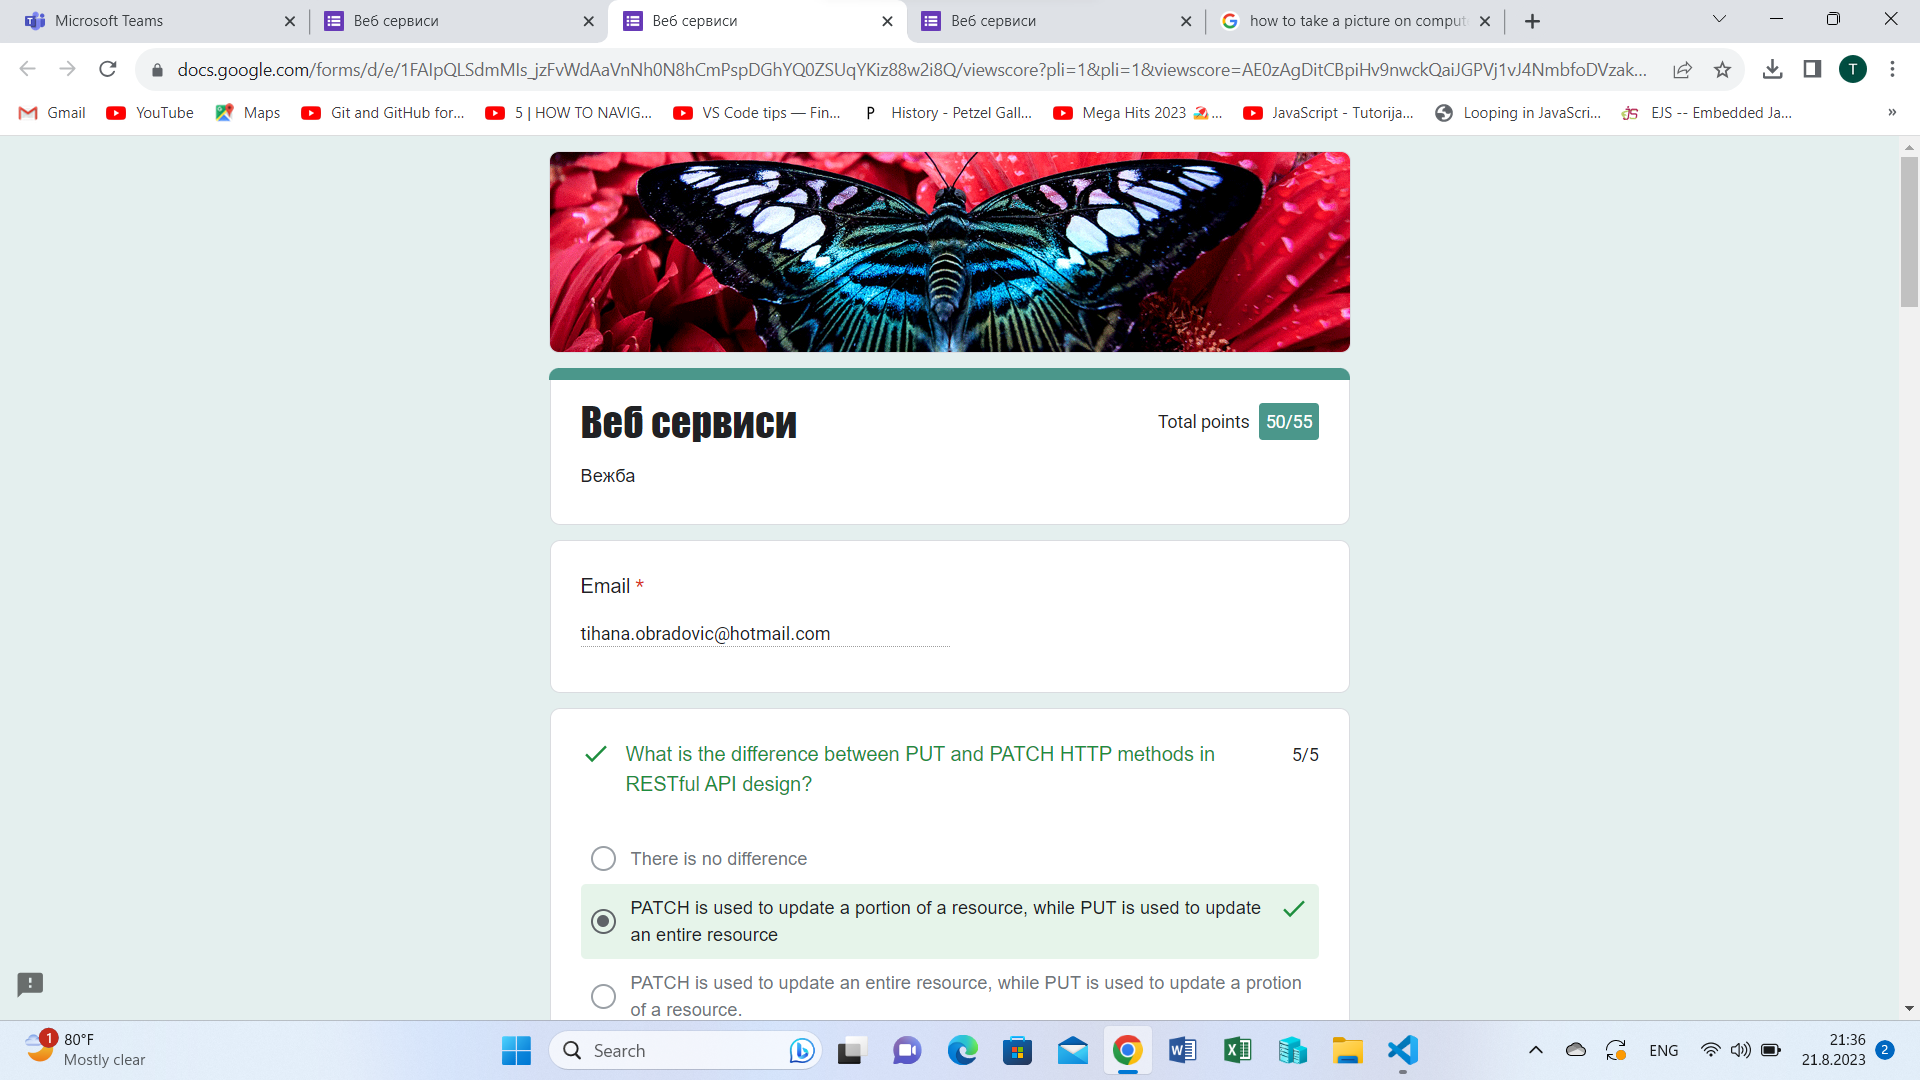 Microsoft Teams
Веб сервиси
Веб сервиси
Веб сервиси
how to take a picture on comput
docs.google.com/forms/d/e/1FAIpQLSdmMIs_jzFvWdAaVnNh0N8hCmPspDGhYQ0ZSUqYKiz88w2i8Q/viewscore?pli=1&pli=1&viewscore=AE0zAgDitCBpiHv9nwckQaiJGPVj1vJ4NmbfoDVzak...
T
Gmail
YouTube
Maps
Git and GitHub for...
5 | HOW TO NAVIG...
VS Code tips — Fin...
P History - Petzel Gall...
Mega Hits 2023 ...
JavaScript - Tutorija...
Looping in JavaScri...
EJS -- Embedded Ja...
»
Веб сервиси
Total points 50/55
Вежба
Email *
tihana.obradovic@hotmail.com
What is the difference between PUT and PATCH HTTP methods in
RESTful API design?
5/5
There is no difference
PATCH is used to update a portion of a resource, while PUT is used to update
an entire resource
PATCH is used to update an entire resource, while PUT is used to update a protion
of a resource.
1
80°F
Mostly clear
Search
ENG
21:36
21.8.2023
2